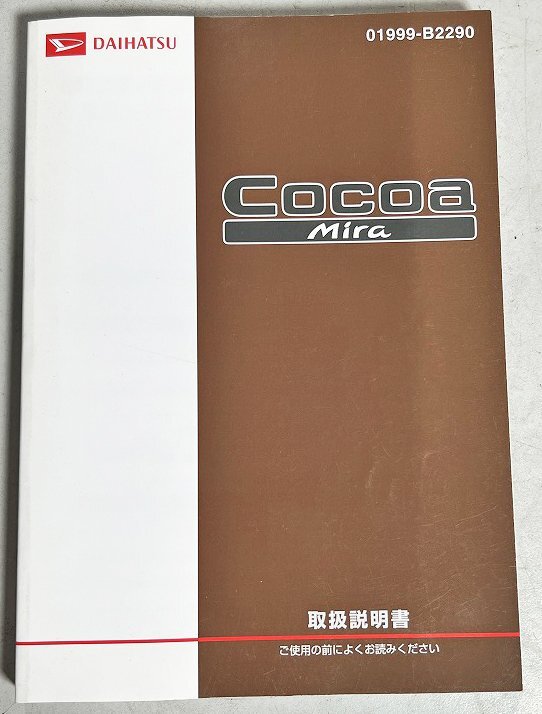 DAIHATSU
01999-B2290
Cocoa
Mira
取扱説明書
ご使用の前によくお読みください